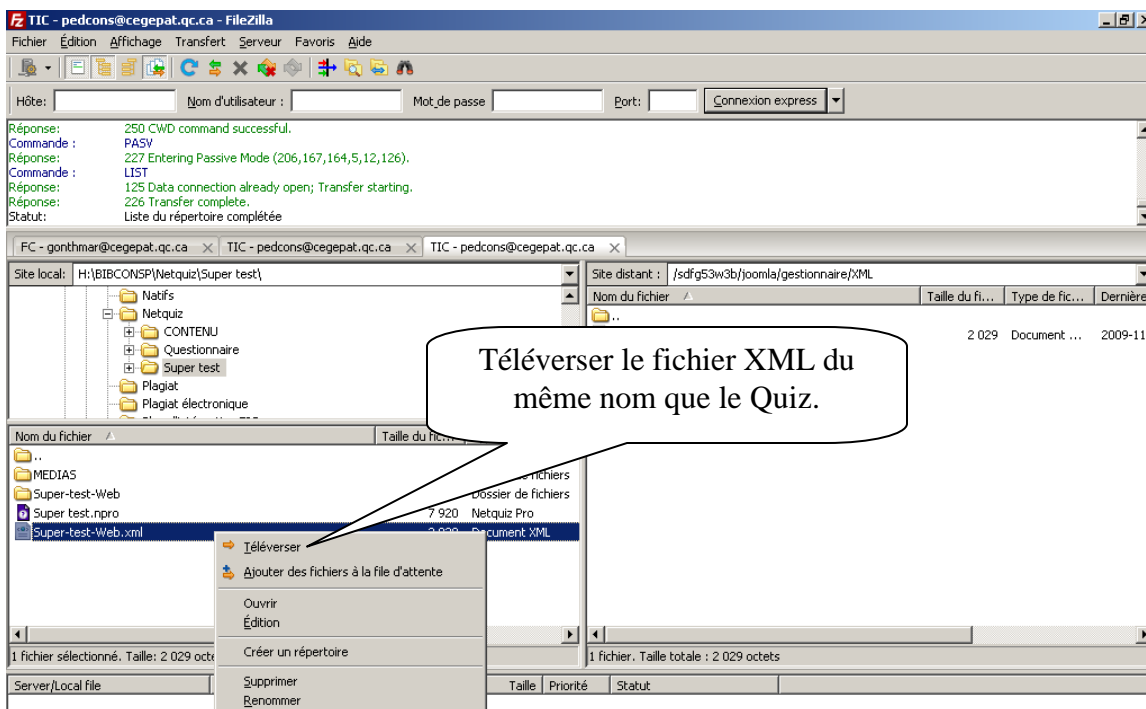 TIC - pedcons@cegepat.qc.ca - FileZilla
Fichier Édition Affichage Transfert Serveur Favoris Aide
Hôte: Nom d'utilisateur : Mot de passe Port: Connexion express
Réponse: 250 CWD command successful.
Commande : PASV
Réponse: 227 Entering Passive Mode (206,167,164,5,12,126).
Commande : LIST
Réponse: 125 Data connection already open; Transfer starting.
Réponse: 226 Transfer complete.
Statut: Liste du répertoire complétée
FC - gonthmar@cegepat.qc.ca TIC - pedcons@cegepat.qc.ca TIC - pedcons@cegepat.qc.ca
Site local: H:\BIBCONSP\Netquiz\Super test\
Natifs
Netquiz
CONTENU
Questionnaire
Super test
Plagiat
Plagiat électronique
Site distant : /sdfg53w3b/joomla/gestionnaire/XML
Nom du fichier Taille du fi... Type de fic... Dernière
..
2 029 Document ... 2009-11
Téléverser le fichier XML du
même nom que le Quiz.
Nom du fichier Taille du fic...
..
MEDIAS de fichiers
Super-test-Web Dossier de fichiers
Super test.npro 7 920 Netquiz Pro
Super-test-Web.xml 2 029 Document XML
Téléverser
Ajouter des fichiers à la file d'attente
Ouvrir
Édition
Créer un répertoire
Supprimer
Renommer
1 fichier sélectionné. Taille: 2 029 octe
1 fichier. Taille totale : 2 029 octets
Server/Local file Taille Priorité Statut